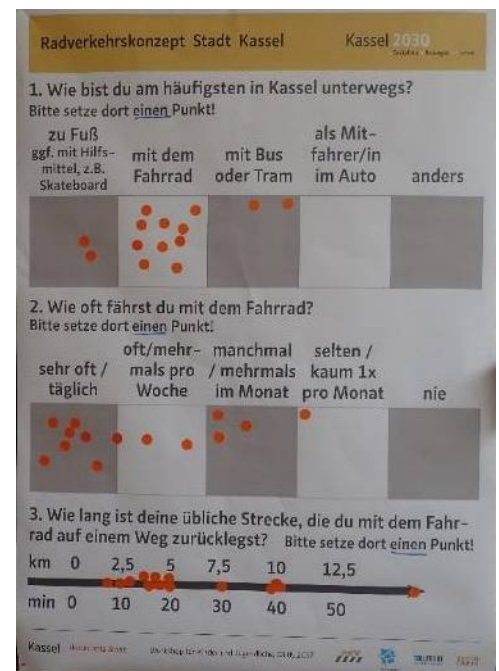 Radverkehrskonzept Stadt Kassel
Kassel 2030
1. Wie bist du am häufigsten in Kassel unterwegs?
Bitte setze dort einen Punkt!
zu Fuß
ggf. mit Hilfs-
mittel, z.B.
Skateboard
mit dem
Fahrrad
mit Bus
oder Tram
als Mit-
fahrer/in
im Auto
anders
2. Wie oft fährst du mit dem Fahrrad?
Bitte setze dort einen Punkt!
sehr oft /
täglich
oft/mehr-
mals pro
Woche
manchmal
/ mehrmals
im Monat
selten /
kaum 1x
pro Monat
nie
3. Wie lang ist deine übliche Strecke, die du mit dem Fahr-
rad auf einem Weg zurücklegst? Bitte setze dort einen Punkt!
km 0 2,5 5 7,5 10 12,5
min 0 10 20 30 40 50
Kassel